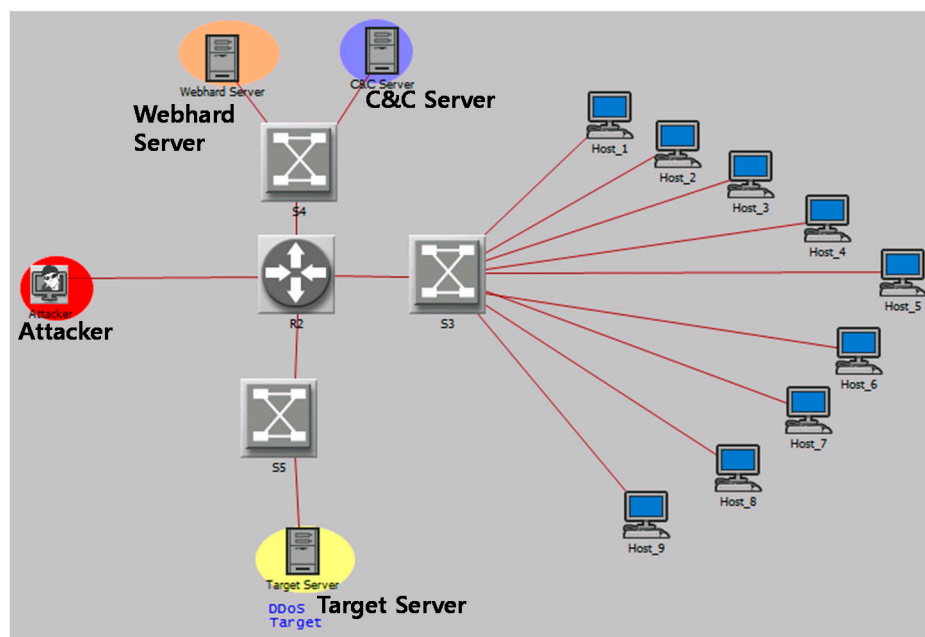 Webhard Server
C&C Server
Webhard
Server
C&C Server
S4
Host_1
Host_2
Host_3
Host_4
Host_5
Host_6
Host_7
Host_8
Host_9
Attacker
Attacker
R2
S3
S5
Target Server
Target Server
DDoS
Target